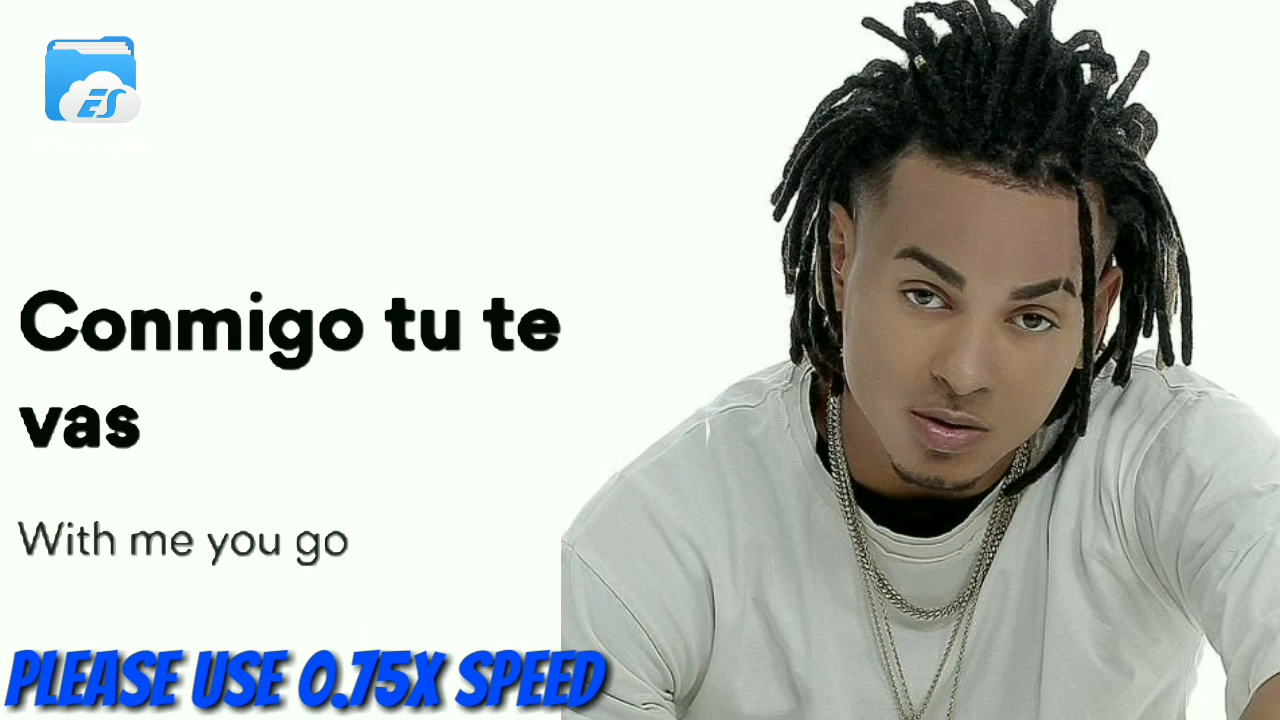 ES
Conmigo tu te
vas
With me you go
PLEASE USE 0.75X SPEED